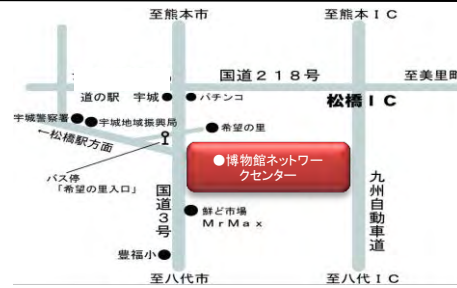 至熊本市
至熊本IC
国道218号
至美里町
道の駅 宇城
パチンコ
松橋IC
宇城警察署
宇城地域振興局
希望の里
←松橋駅方面
バス停
「希望の里入口」
●博物館ネットワー
クセンター
国道3号
九州自動車道
鮮ど市場
MrMax
豊福小
至八代市
至八代IC